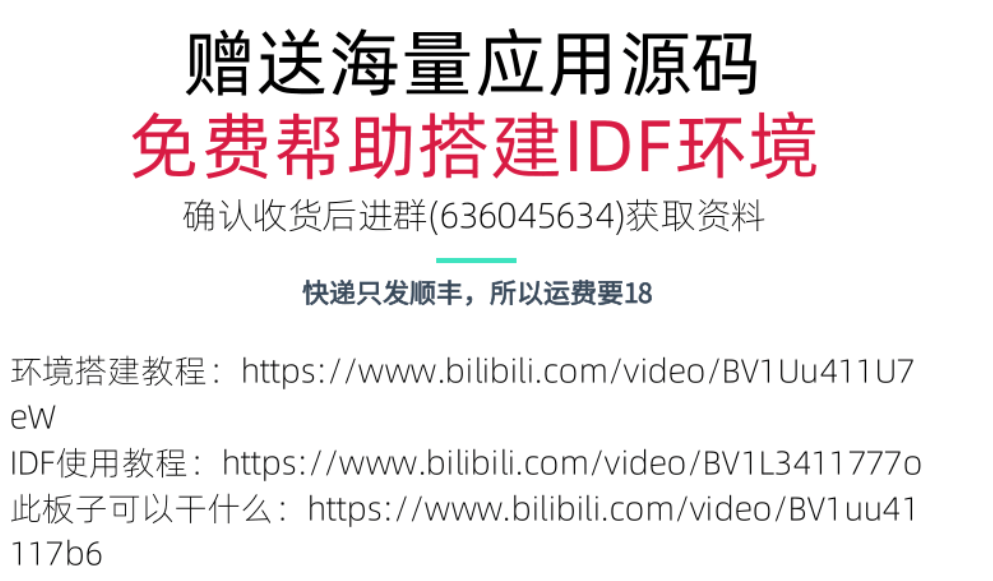 赠送海量应用源码
免费帮助搭建IDF环境
确认收货后进群(636045634)获取资料
快递只发顺丰，所以运费要18
环境搭建教程：https://www.bilibili.com/video/BV1Uu411U7
eW
IDF使用教程：https://www.bilibili.com/video/BV1L3411777o
此板子可以干什么：https://www.bilibili.com/video/BV1uu41
117b6